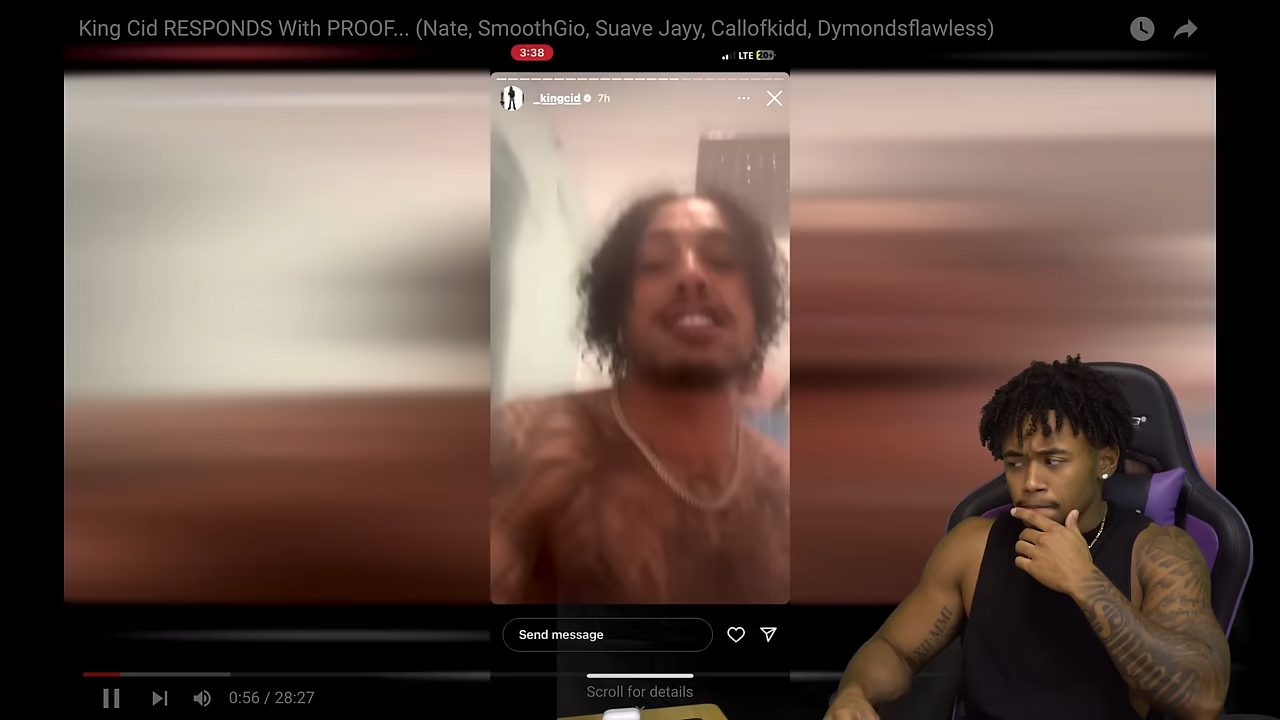 King Cid RESPONDS With PROOF... (Nate, SmoothGio, Suave Jayy, Callofkidd, Dymondsflawless)
3:38
LTE 20
_kingcid 7h
Send message
Scroll for details
0:56 / 28:27